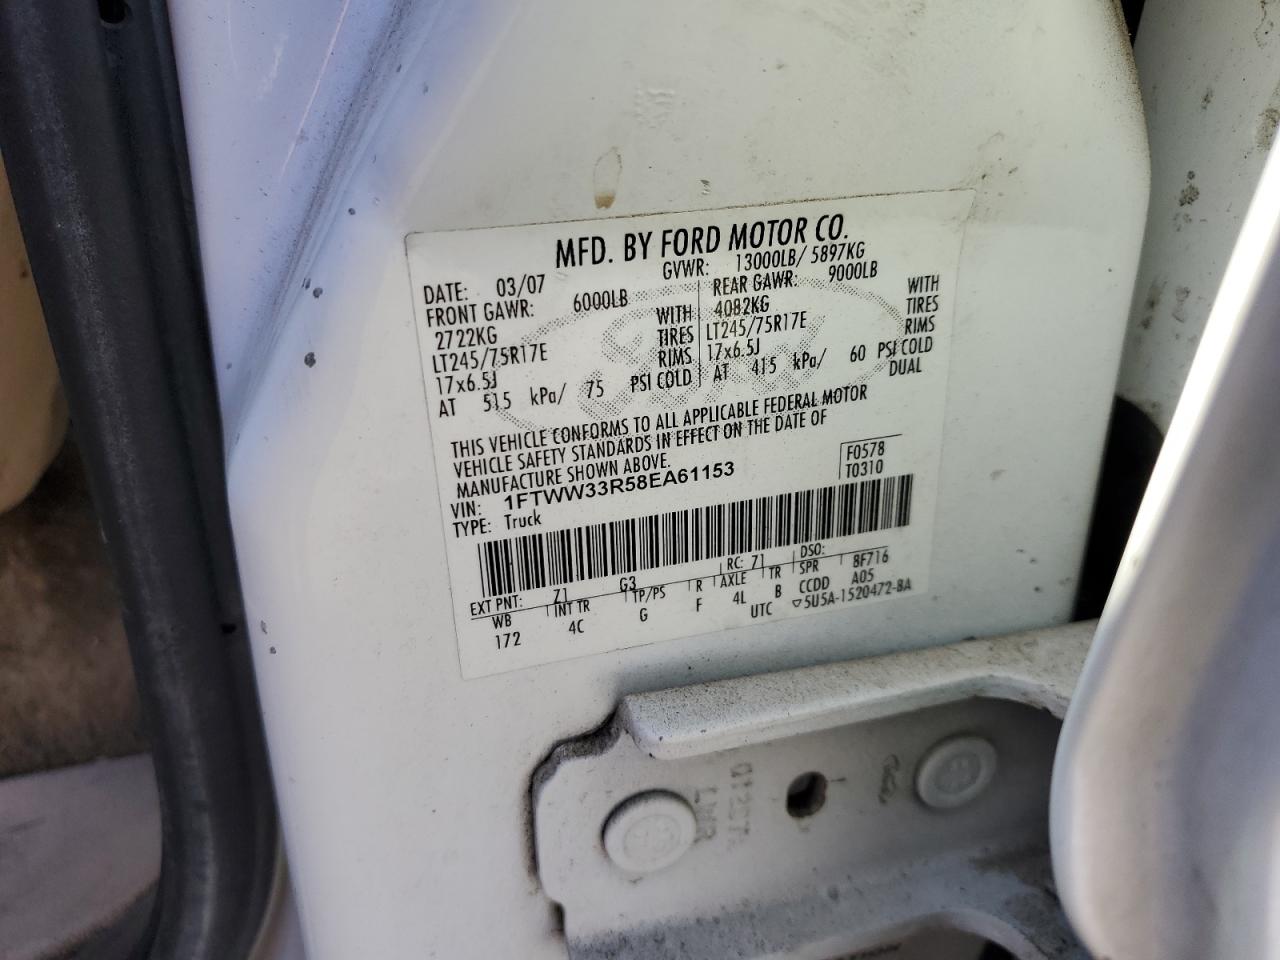 MFD. BY FORD MOTOR CO.
DATE: 03/07 GVWR: 13000LB/ 5897KG
FRONT GAWR: 6000LB REAR GAWR: 9000LB
2722KG WITH 4082KG WITH
LT245/75R17E TIRES LT245/75R17E TIRES
17x6.5J RIMS 17x6.5J RIMS
AT 515 kPa/ 75 PSI COLD AT 415 kPa/ 60 PSI COLD
DUAL
THIS VEHICLE CONFORMS TO ALL APPLICABLE FEDERAL MOTOR
VEHICLE SAFETY STANDARDS IN EFFECT ON THE DATE OF
MANUFACTURE SHOWN ABOVE.
VIN: 1FTWW33R58EA61153 F0578
TYPE: Truck T0310
EXT PNT: Z1 G3 RC: 71 DSO:
WB INT TR TP/PS R AXLE TR SPR 8F716
172 4C G F 4L B CCDD A05
UTC ▽5U5A-1520472-BA